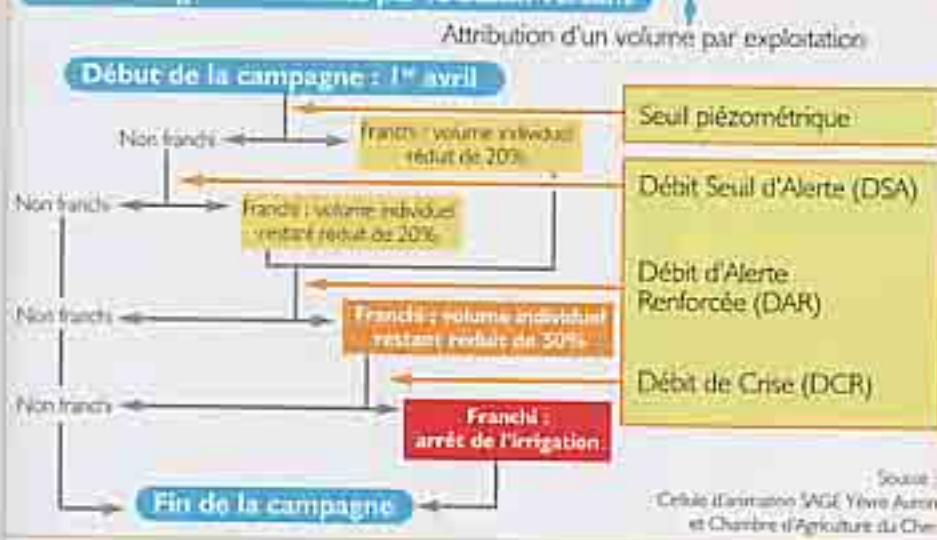 Attribution d'un volume par exploitation
Début de la campagne : 1er avril
Seuil piézométrique
Non franchi
Franchi : volume individuel
réduit de 20%
Débit Seuil d'Alerte (DSA)
Non franchi
Franchi : volume individuel
restant réduit de 20%
Débit d'Alerte
Renforcée (DAR)
Non franchi
Franchi : volume individuel
restant réduit de 50%
Débit de Crise (DCR)
Non franchi
Franchi :
arrêt de l'irrigation
Fin de la campagne
Source :
Cellule d'animation SAGE Yèvre Auron
et Chambre d'Agriculture du Cher